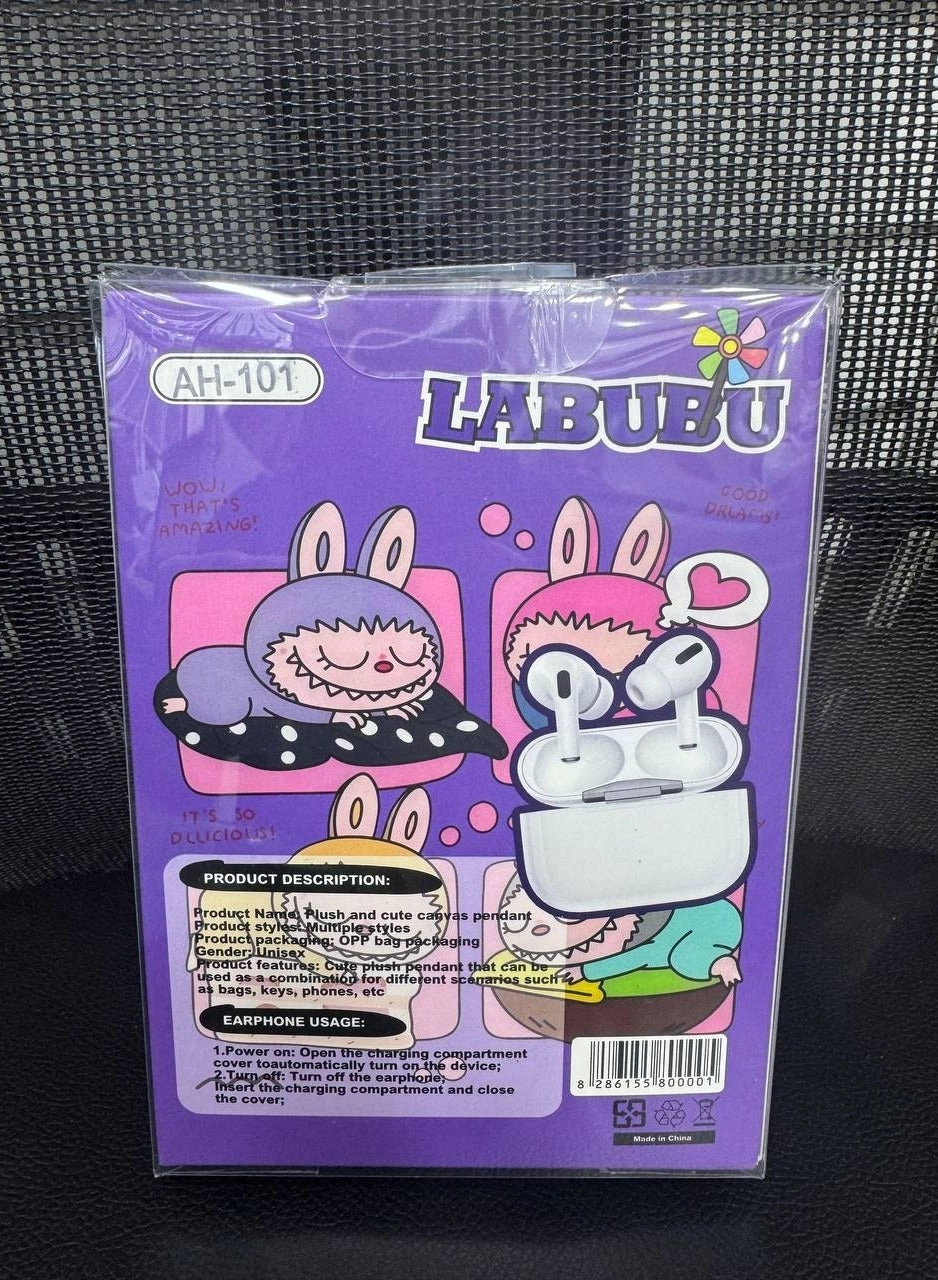 AH-101
LABUBU
WOW!
THAT'S
AMAZING!
GOOD
DREAMS!
IT'S SO
DELICIOUS!
PRODUCT DESCRIPTION:
Product Name: Plush and cute canvas pendant
Product styles: Multiple styles
Product packaging: OPP bag packaging
Gender: Unisex
Product features: Cute plush pendant that can be
used as a combination for different scenarios such
as bags, keys, phones, etc
EARPHONE USAGE:
1.Power on: Open the charging compartment
cover toautomatically turn on the device;
2.Turn off: Turn off the earphone;
Insert the charging compartment and close
the cover;
8 286155 800001
Made in China